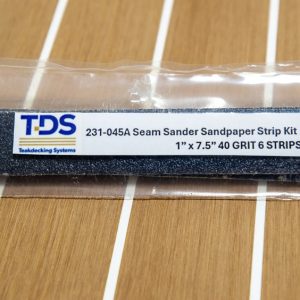 TDS
Teakdecking Systems
231-045A Seam Sander Sandpaper Strip Kit
1" x 7.5" 40 GRIT 6 STRIPS